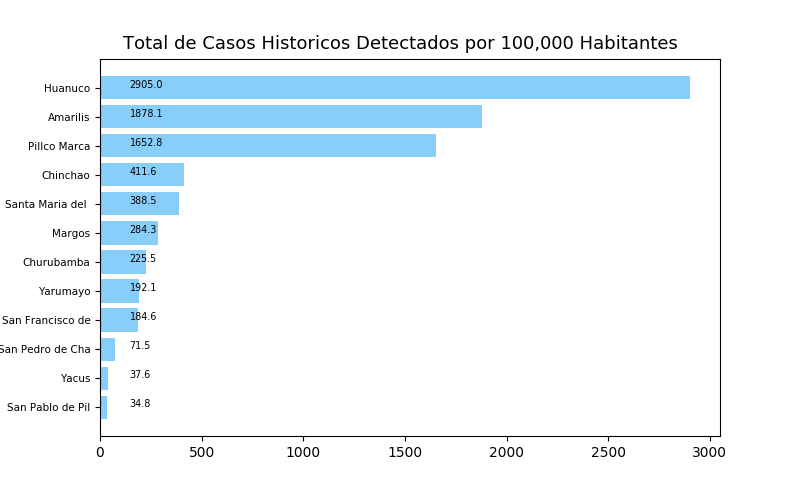 Total de Casos Historicos Detectados por 100,000 Habitantes
Huanuco 2905.0
Amarilis 1878.1
Pillco Marca 1652.8
Chinchao 411.6
Santa Maria del 388.5
Margos 284.3
Churubamba 225.5
Yarumayo 192.1
San Francisco de 184.6
San Pedro de Cha 71.5
Yacus 37.6
San Pablo de Pil 34.8
0 500 1000 1500 2000 2500 3000